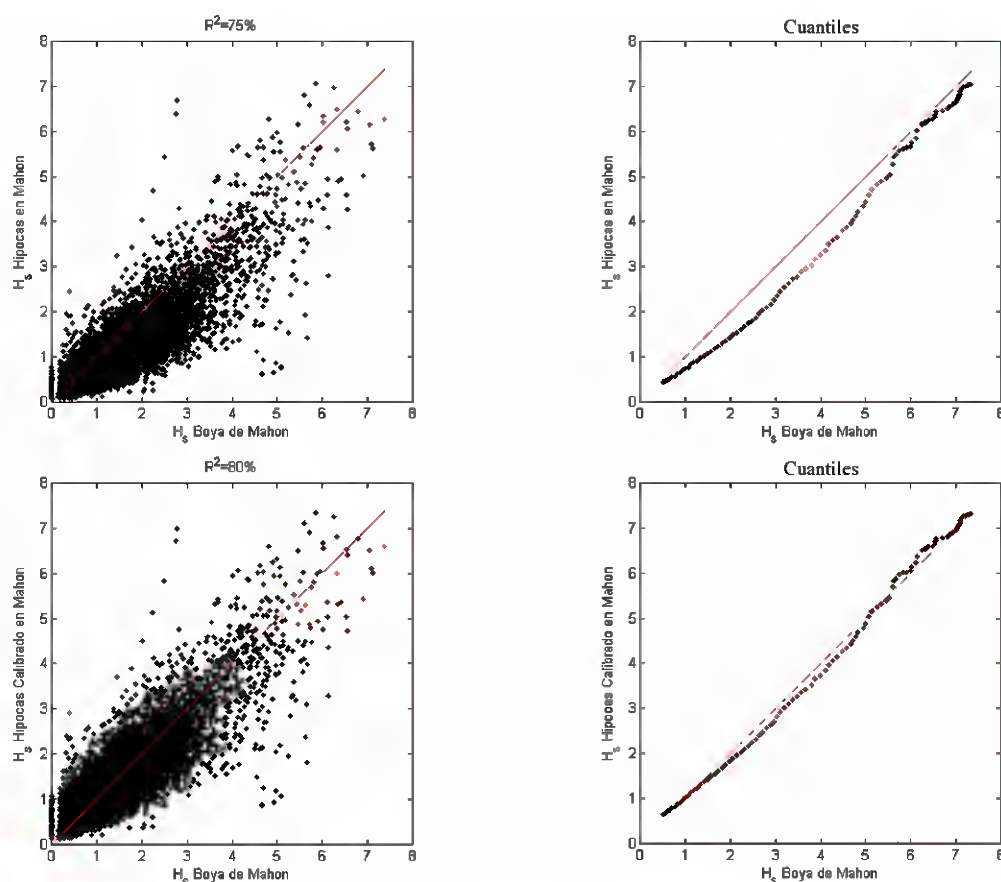 R²=75%
Cuantiles
8
7
6
5
4
3
2
1
0
H_s Hipocas en Mahon
0 1 2 3 4 5 6 7 8
H_s Boya de Mahon
8
7
6
5
4
3
2
1
0
H_s Hipocas en Mahon
0 1 2 3 4 5 6 7 8
H_s Boya de Mahon
R²=80%
Cuantiles
8
7
6
5
4
3
2
1
0
H_s Hipocas Calibrado en Mahon
0 1 2 3 4 5 6 7 8
H_s Boya de Mahon
8
7
6
5
4
3
2
1
0
H_s Hipcoas Calibrado en Mahon
0 1 2 3 4 5 6 7 8
H_s Boya de Mahon